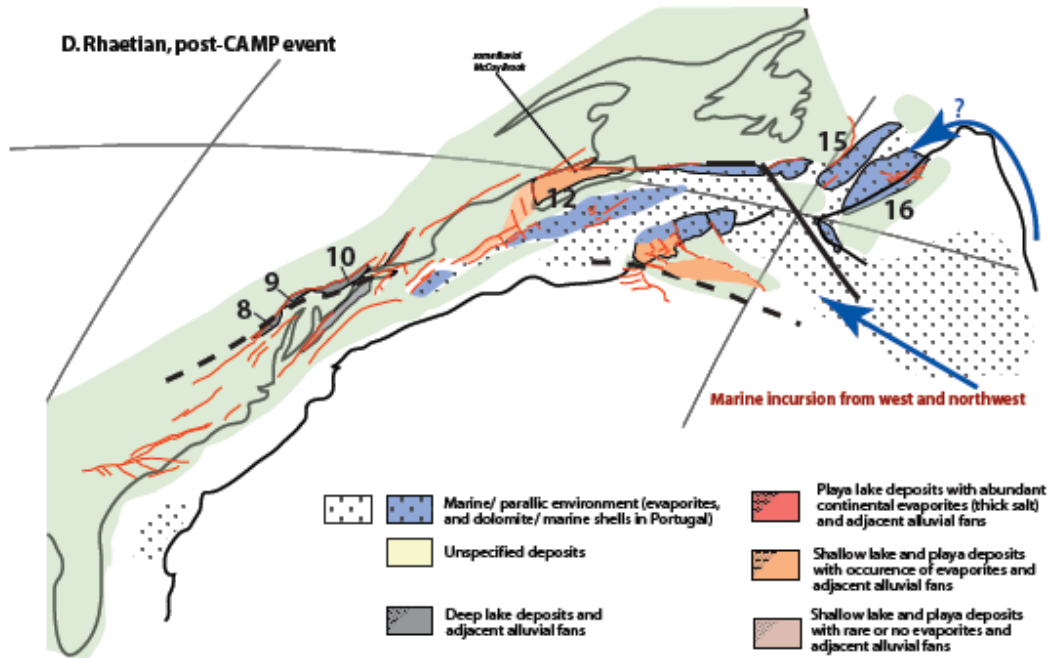 D. Rhaetian, post-CAMP event
some fluvial
McCoy Brook
?
15
16
12
10
9
8
Marine incursion from west and northwest
Marine/ parallic environment (evaporites,
and dolomite/ marine shells in Portugal)
Unspecified deposits
Deep lake deposits and
adjacent alluvial fans
Playa lake deposits with abundant
continental evaporites (thick salt)
and adjacent alluvial fans
Shallow lake and playa deposits
with occurence of evaporites and
adjacent alluvial fans
Shallow lake and playa deposits
with rare or no evaporites and
adjacent alluvial fans